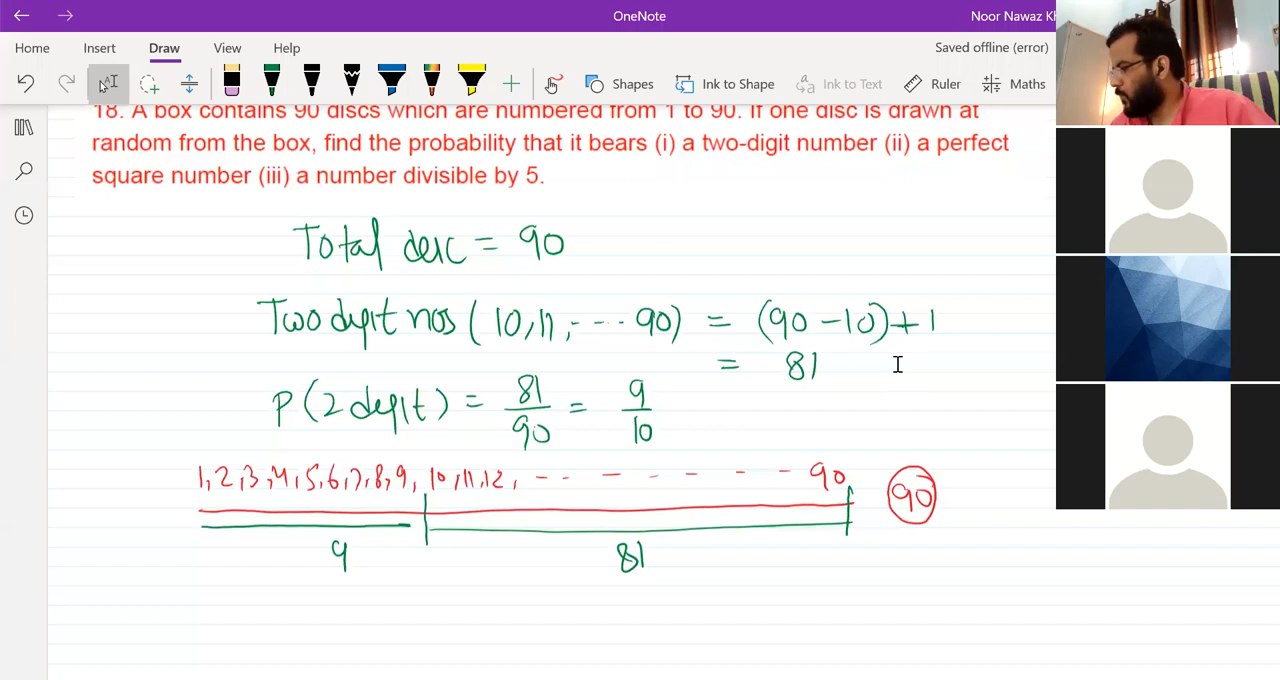 OneNote
Noor Nawaz Kh
Home Insert Draw View Help
Saved offline (error)
Shapes Ink to Shape Ink to Text Ruler Maths
18. A box contains 90 discs which are numbered from 1 to 90. If one disc is drawn at
random from the box, find the probability that it bears (i) a two-digit number (ii) a perfect
square number (iii) a number divisible by 5.
Total desc = 90
Two digit nos (10, 11, --- 90) = (90 - 10) + 1
= 81
P(2 degit) = 81/90 = 9/10
1, 2, 3, 4, 5, 6, 7, 8, 9, 10, 11, 12, -- - - - - - 90 90
9 81